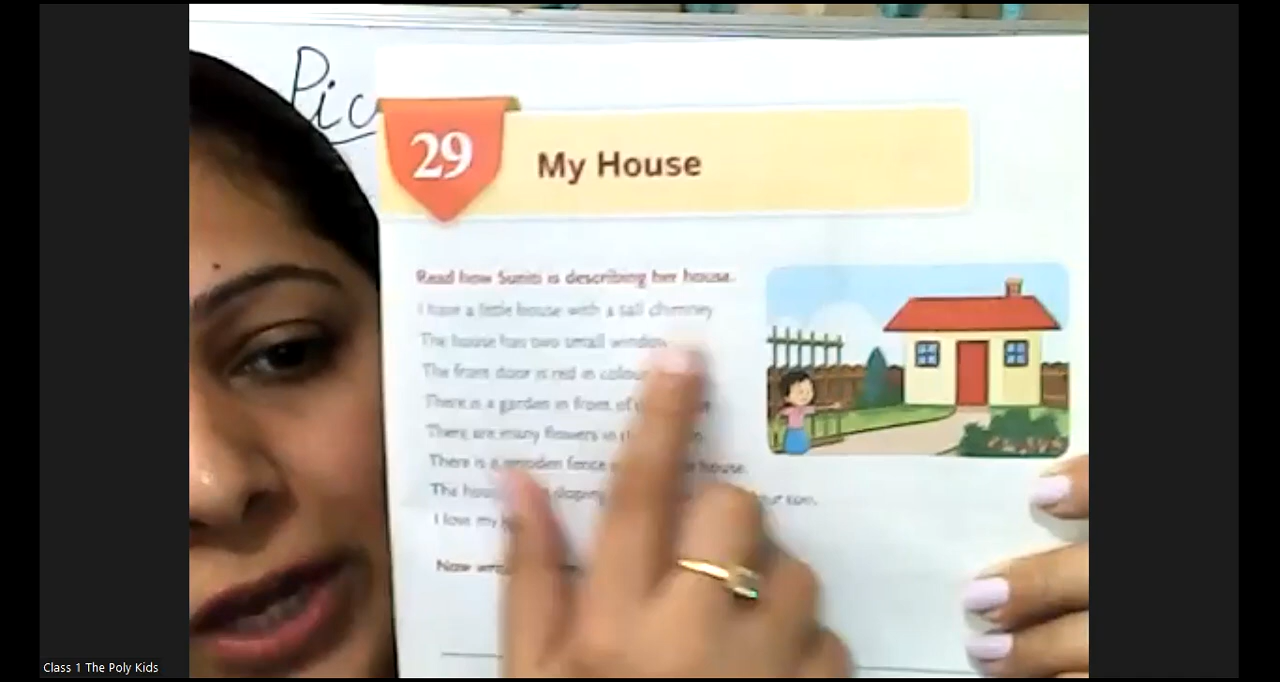 Pic
29
My House
Read how Suniti is describing her house.
I have a little house with a tall chimney
The house has two small window
The front door is red in colour
There is a garden in front of
There are many flowers in
There is a wooden fence house.
The sloping
I love my
Now
Class 1 The Poly Kids